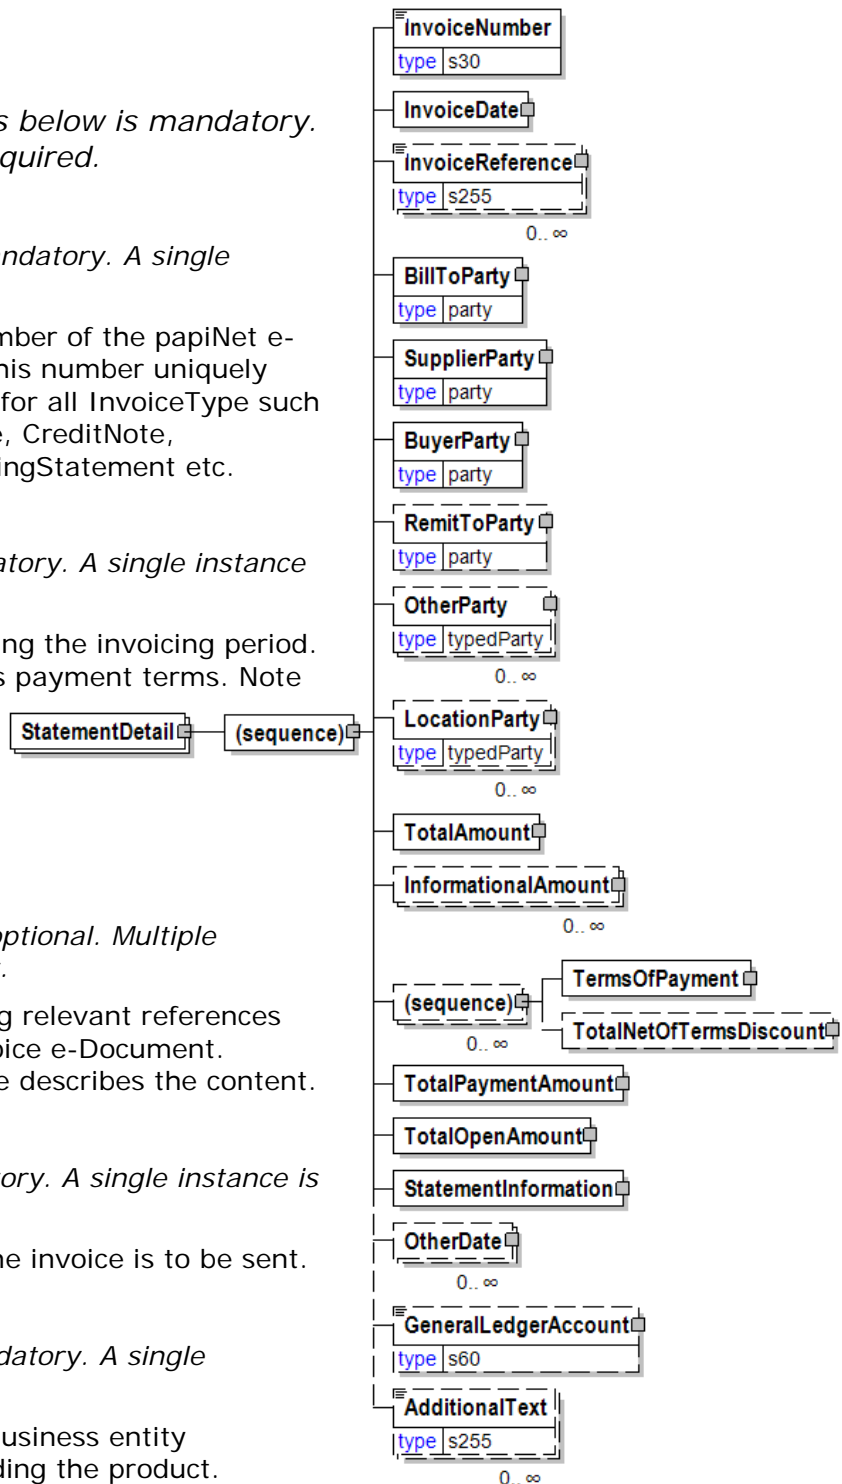 InvoiceNumber
type s30
InvoiceDate
s below is mandatory.
quired.
InvoiceReference
type s255
0.. ∞
ndatory. A single
BillToParty
type party
mber of the papiNet e-
his number uniquely
for all InvoiceType such
e, CreditNote,
ingStatement etc.
SupplierParty
type party
BuyerParty
type party
RemitToParty
type party
atory. A single instance
OtherParty
type typedParty
0.. ∞
ing the invoicing period.
s payment terms. Note
StatementDetail
(sequence)
LocationParty
type typedParty
0.. ∞
TotalAmount
InformationalAmount
0.. ∞
ptional. Multiple
.
(sequence)
0.. ∞
TermsOfPayment
TotalNetOfTermsDiscount
g relevant references
oice e-Document.
e describes the content.
TotalPaymentAmount
TotalOpenAmount
StatementInformation
tory. A single instance is
OtherDate
0.. ∞
he invoice is to be sent.
GeneralLedgerAccount
type s60
datory. A single
AdditionalText
type s255
0.. ∞
usiness entity
ding the product.